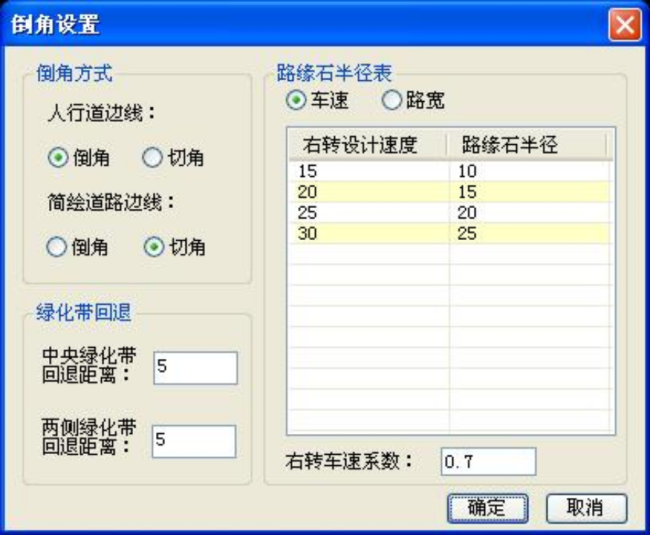 倒角设置
倒角方式
人行道边线：
倒角 切角
简绘道路边线：
倒角 切角
绿化带回退
中央绿化带
回退距离：
5
两侧绿化带
回退距离：
5
路缘石半径表
车速 路宽
右转设计速度 路缘石半径
15 10
20 15
25 20
30 25
右转车速系数： 0.7
确定 取消